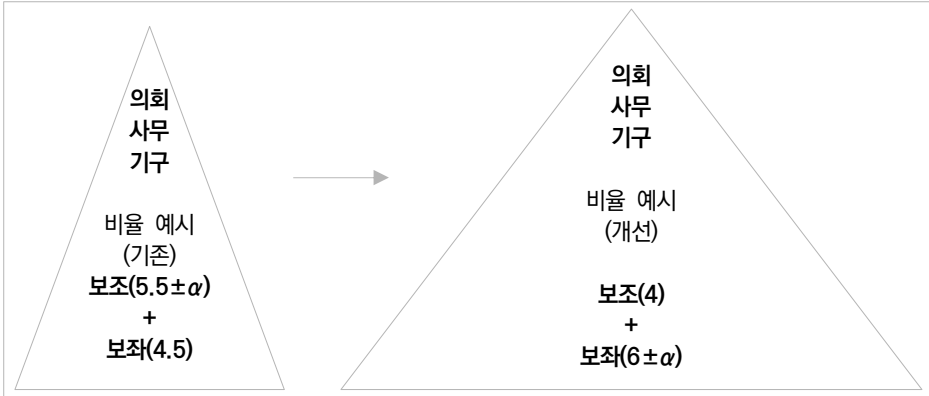 의회
사무
기구
비율 예시
(기존)
보조(5.5±α)
+
보좌(4.5)
의회
사무
기구
비율 예시
(개선)
보조(4)
+
보좌(6±α)